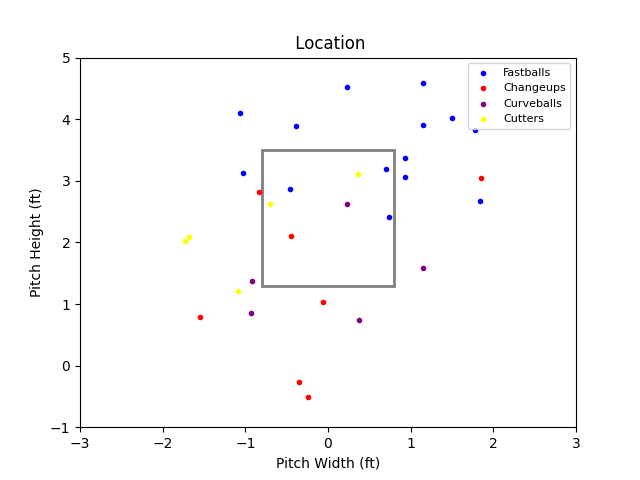 Location
5
4
3
2
1
0
−1
−3
−2
−1
0
1
2
3
Pitch Height (ft)
Pitch Width (ft)
Fastballs
Changeups
Curveballs
Cutters